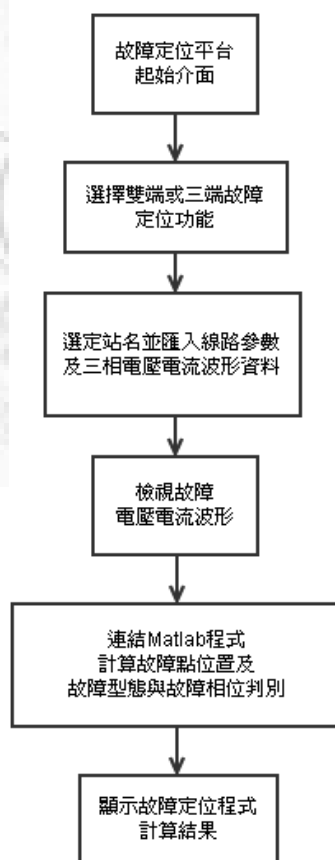 故障定位平台
起始介面
選擇雙端或三端故障
定位功能
選定站名並匯入線路參數
及三相電壓電流波形資料
檢視故障
電壓電流波形
連結Matlab程式
計算故障點位置及
故障型態與故障相位判別
顯示故障定位程式
計算結果